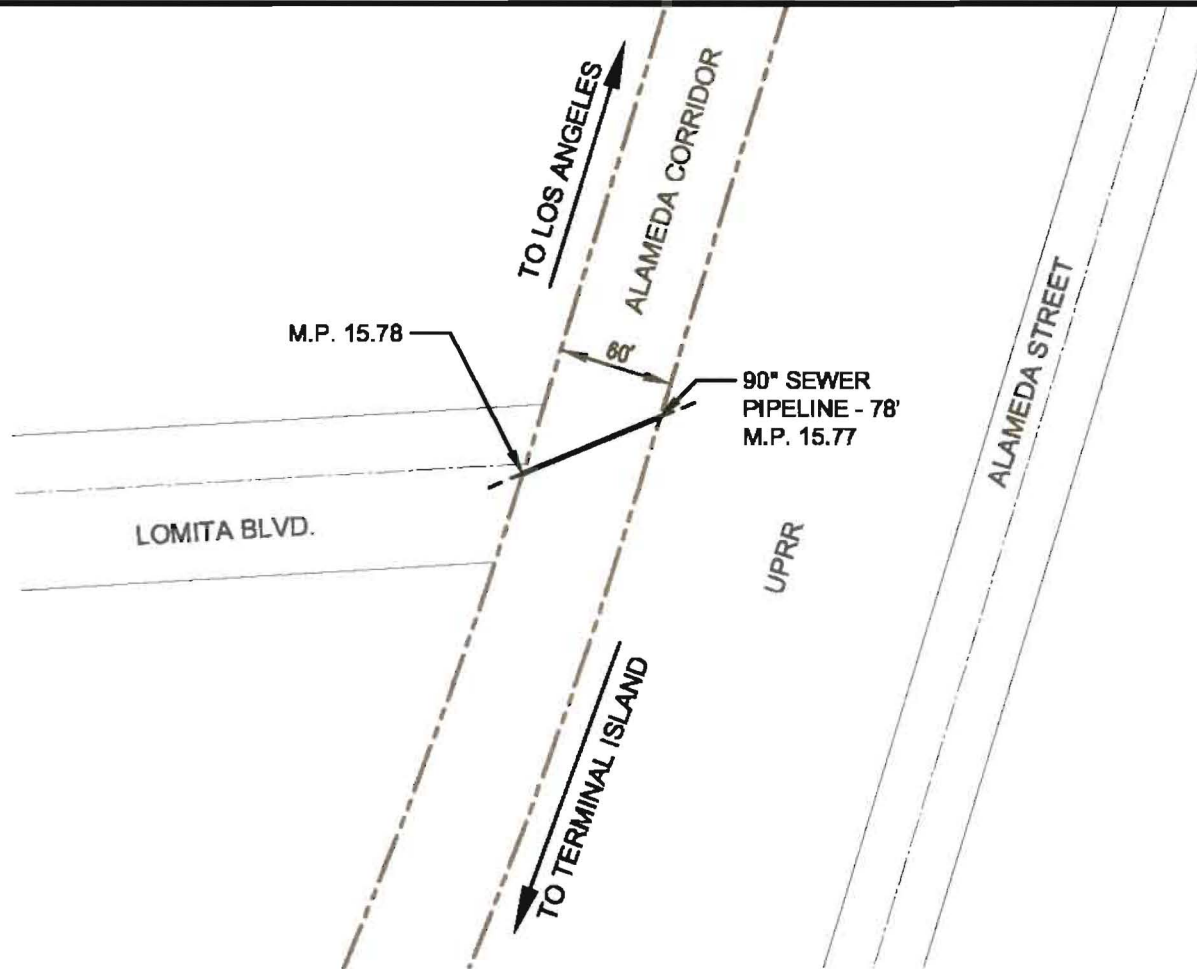 TO LOS ANGELES
ALAMEDA CORRIDOR
M.P. 15.78
60'
90" SEWER
PIPELINE - 78'
M.P. 15.77
ALAMEDA STREET
LOMITA BLVD.
UPRR
TO TERMINAL ISLAND